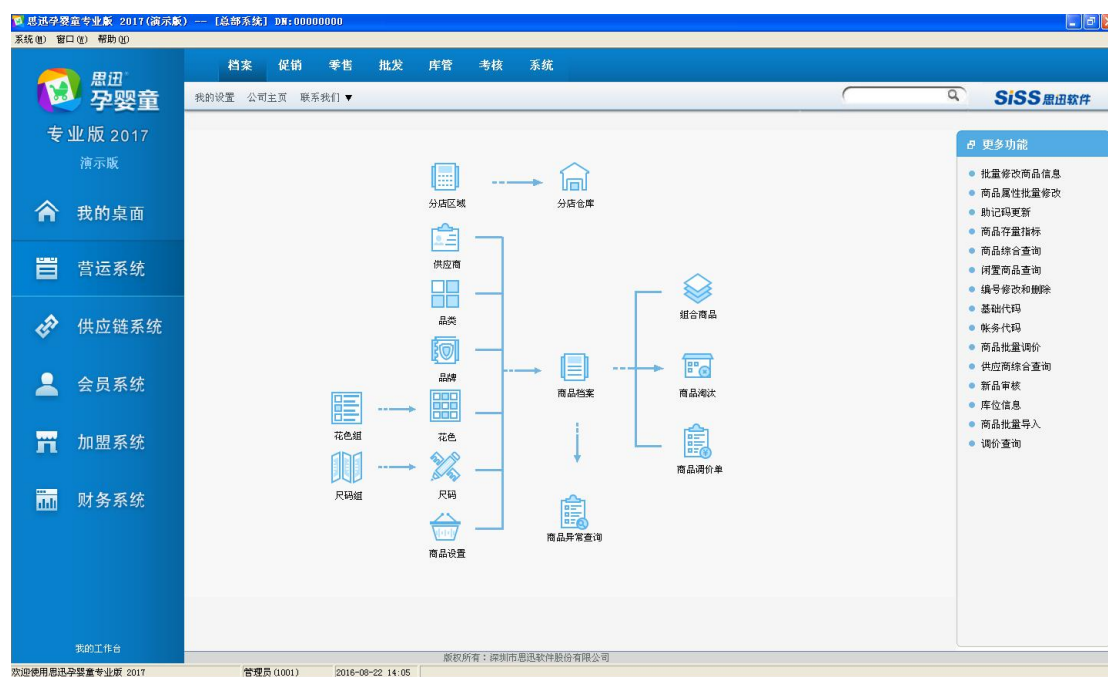 思迅孕婴童专业版 2017(演示版) -- [总部系统] DN:00000000
系统(M) 窗口(W) 帮助(X)
思迅
孕婴童
专业版 2017
演示版
我的桌面
营运系统
供应链系统
会员系统
加盟系统
财务系统
我的工作台
档案 促销 零售 批发 库管 考核 系统
我的设置 公司主页 联系我们▼
SiSS 思迅软件
分店区域
分店仓库
供应商
品类
品牌
花色组
花色
尺码组
尺码
商品设置
商品档案
商品异常查询
组合商品
商品淘汰
商品调价单
更多功能
批量修改商品信息
商品属性批量修改
助记码更新
商品存量指标
商品综合查询
闲置商品查询
编号修改和删除
基础代码
帐务代码
商品批量调价
供应商综合查询
新品审核
库位信息
商品批量导入
调价查询
版权所有：深圳市思迅软件股份有限公司
欢迎使用思迅孕婴童专业版 2017 管理员(1001) 2016-08-22 14:05